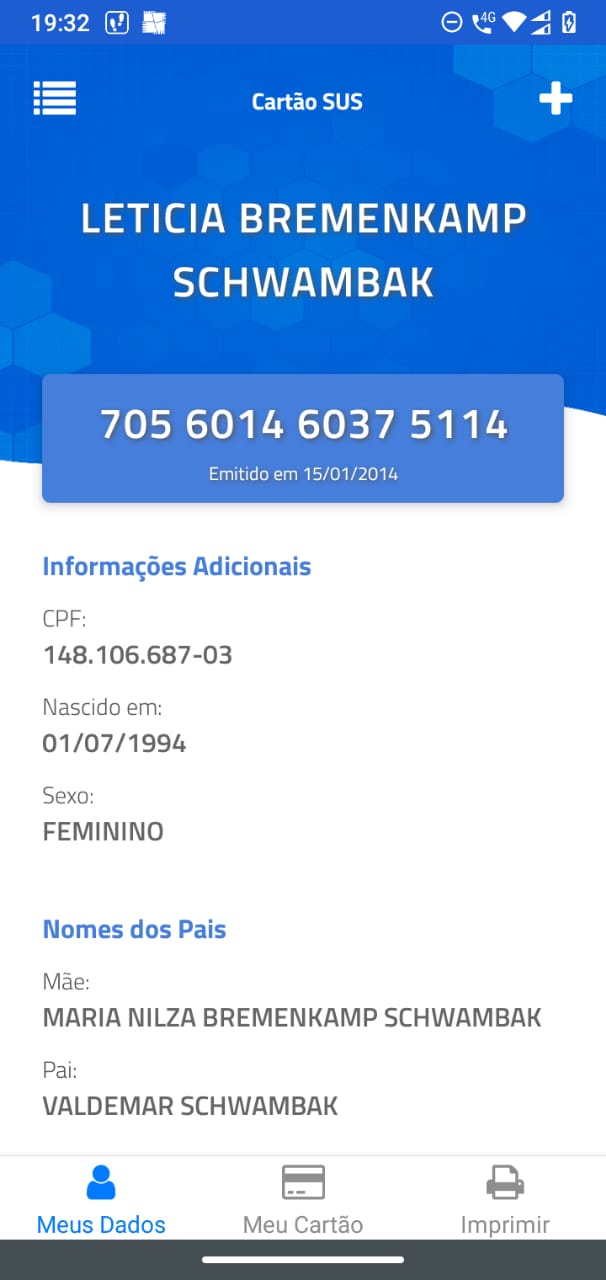 19:32
4G
Cartão SUS
LETICIA BREMENKAMP
SCHWAMBAK
705 6014 6037 5114
Emitido em 15/01/2014
Informações Adicionais
CPF:
148.106.687-03
Nascido em:
01/07/1994
Sexo:
FEMININO
Nomes dos Pais
Mãe:
MARIA NILZA BREMENKAMP SCHWAMBAK
Pai:
VALDEMAR SCHWAMBAK
Meus Dados
Meu Cartão
Imprimir